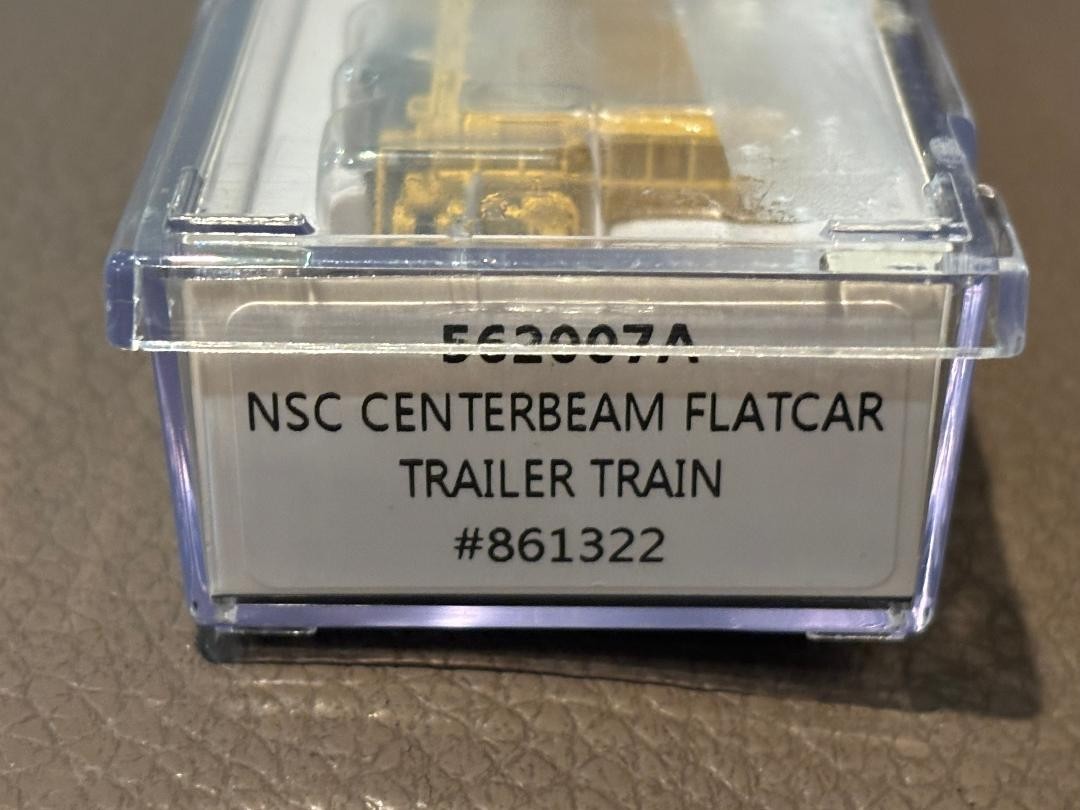 562007A
NSC CENTERBEAM FLATCAR
TRAILER TRAIN
#861322